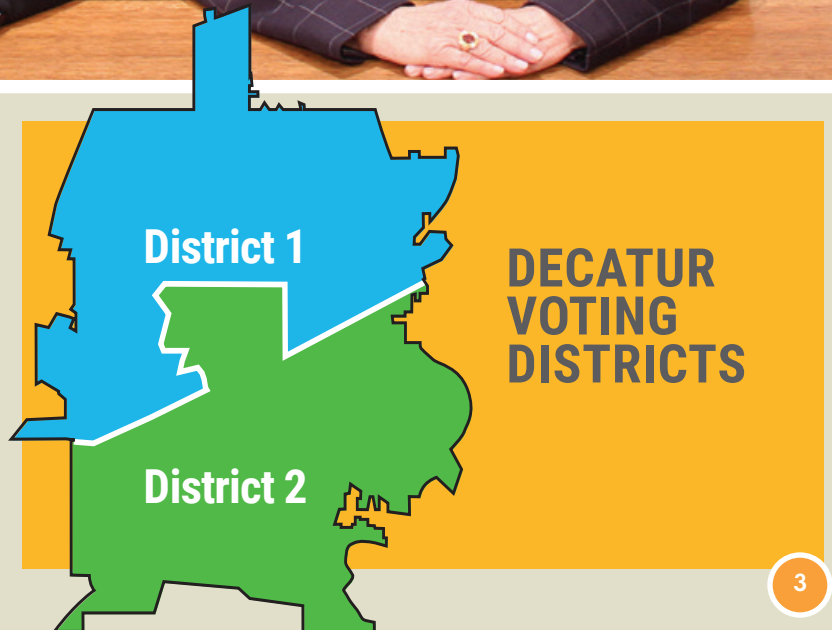 District 1
DECATUR
VOTING
DISTRICTS
District 2
3